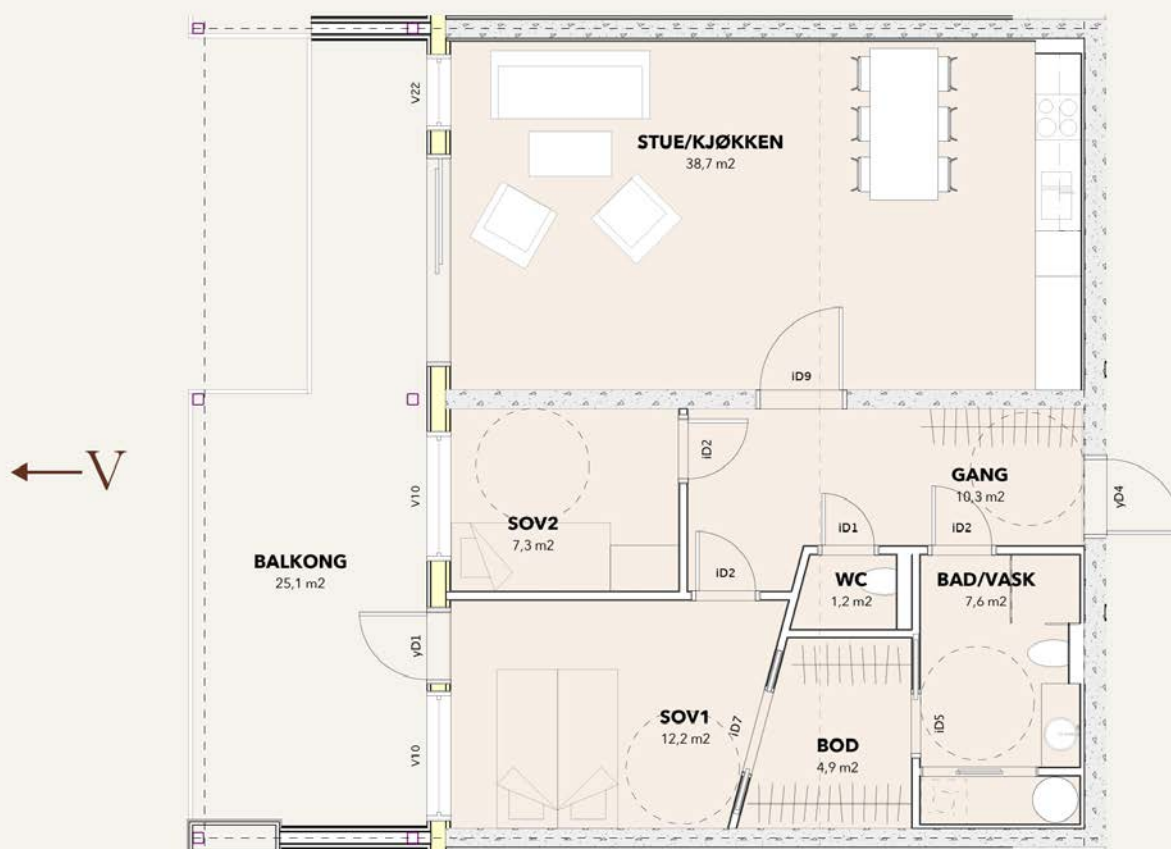 V22
STUE/KJØKKEN
38,7 m2
iD9
V
iD2
GANG
10,3 m2
yD4
V10
SOV2
7,3 m2
iD1
iD2
BALKONG
25,1 m2
iD2
WC
1,2 m2
BAD/VASK
7,6 m2
yD1
SOV1
12,2 m2
iD7
iD5
V10
BOD
4,9 m2